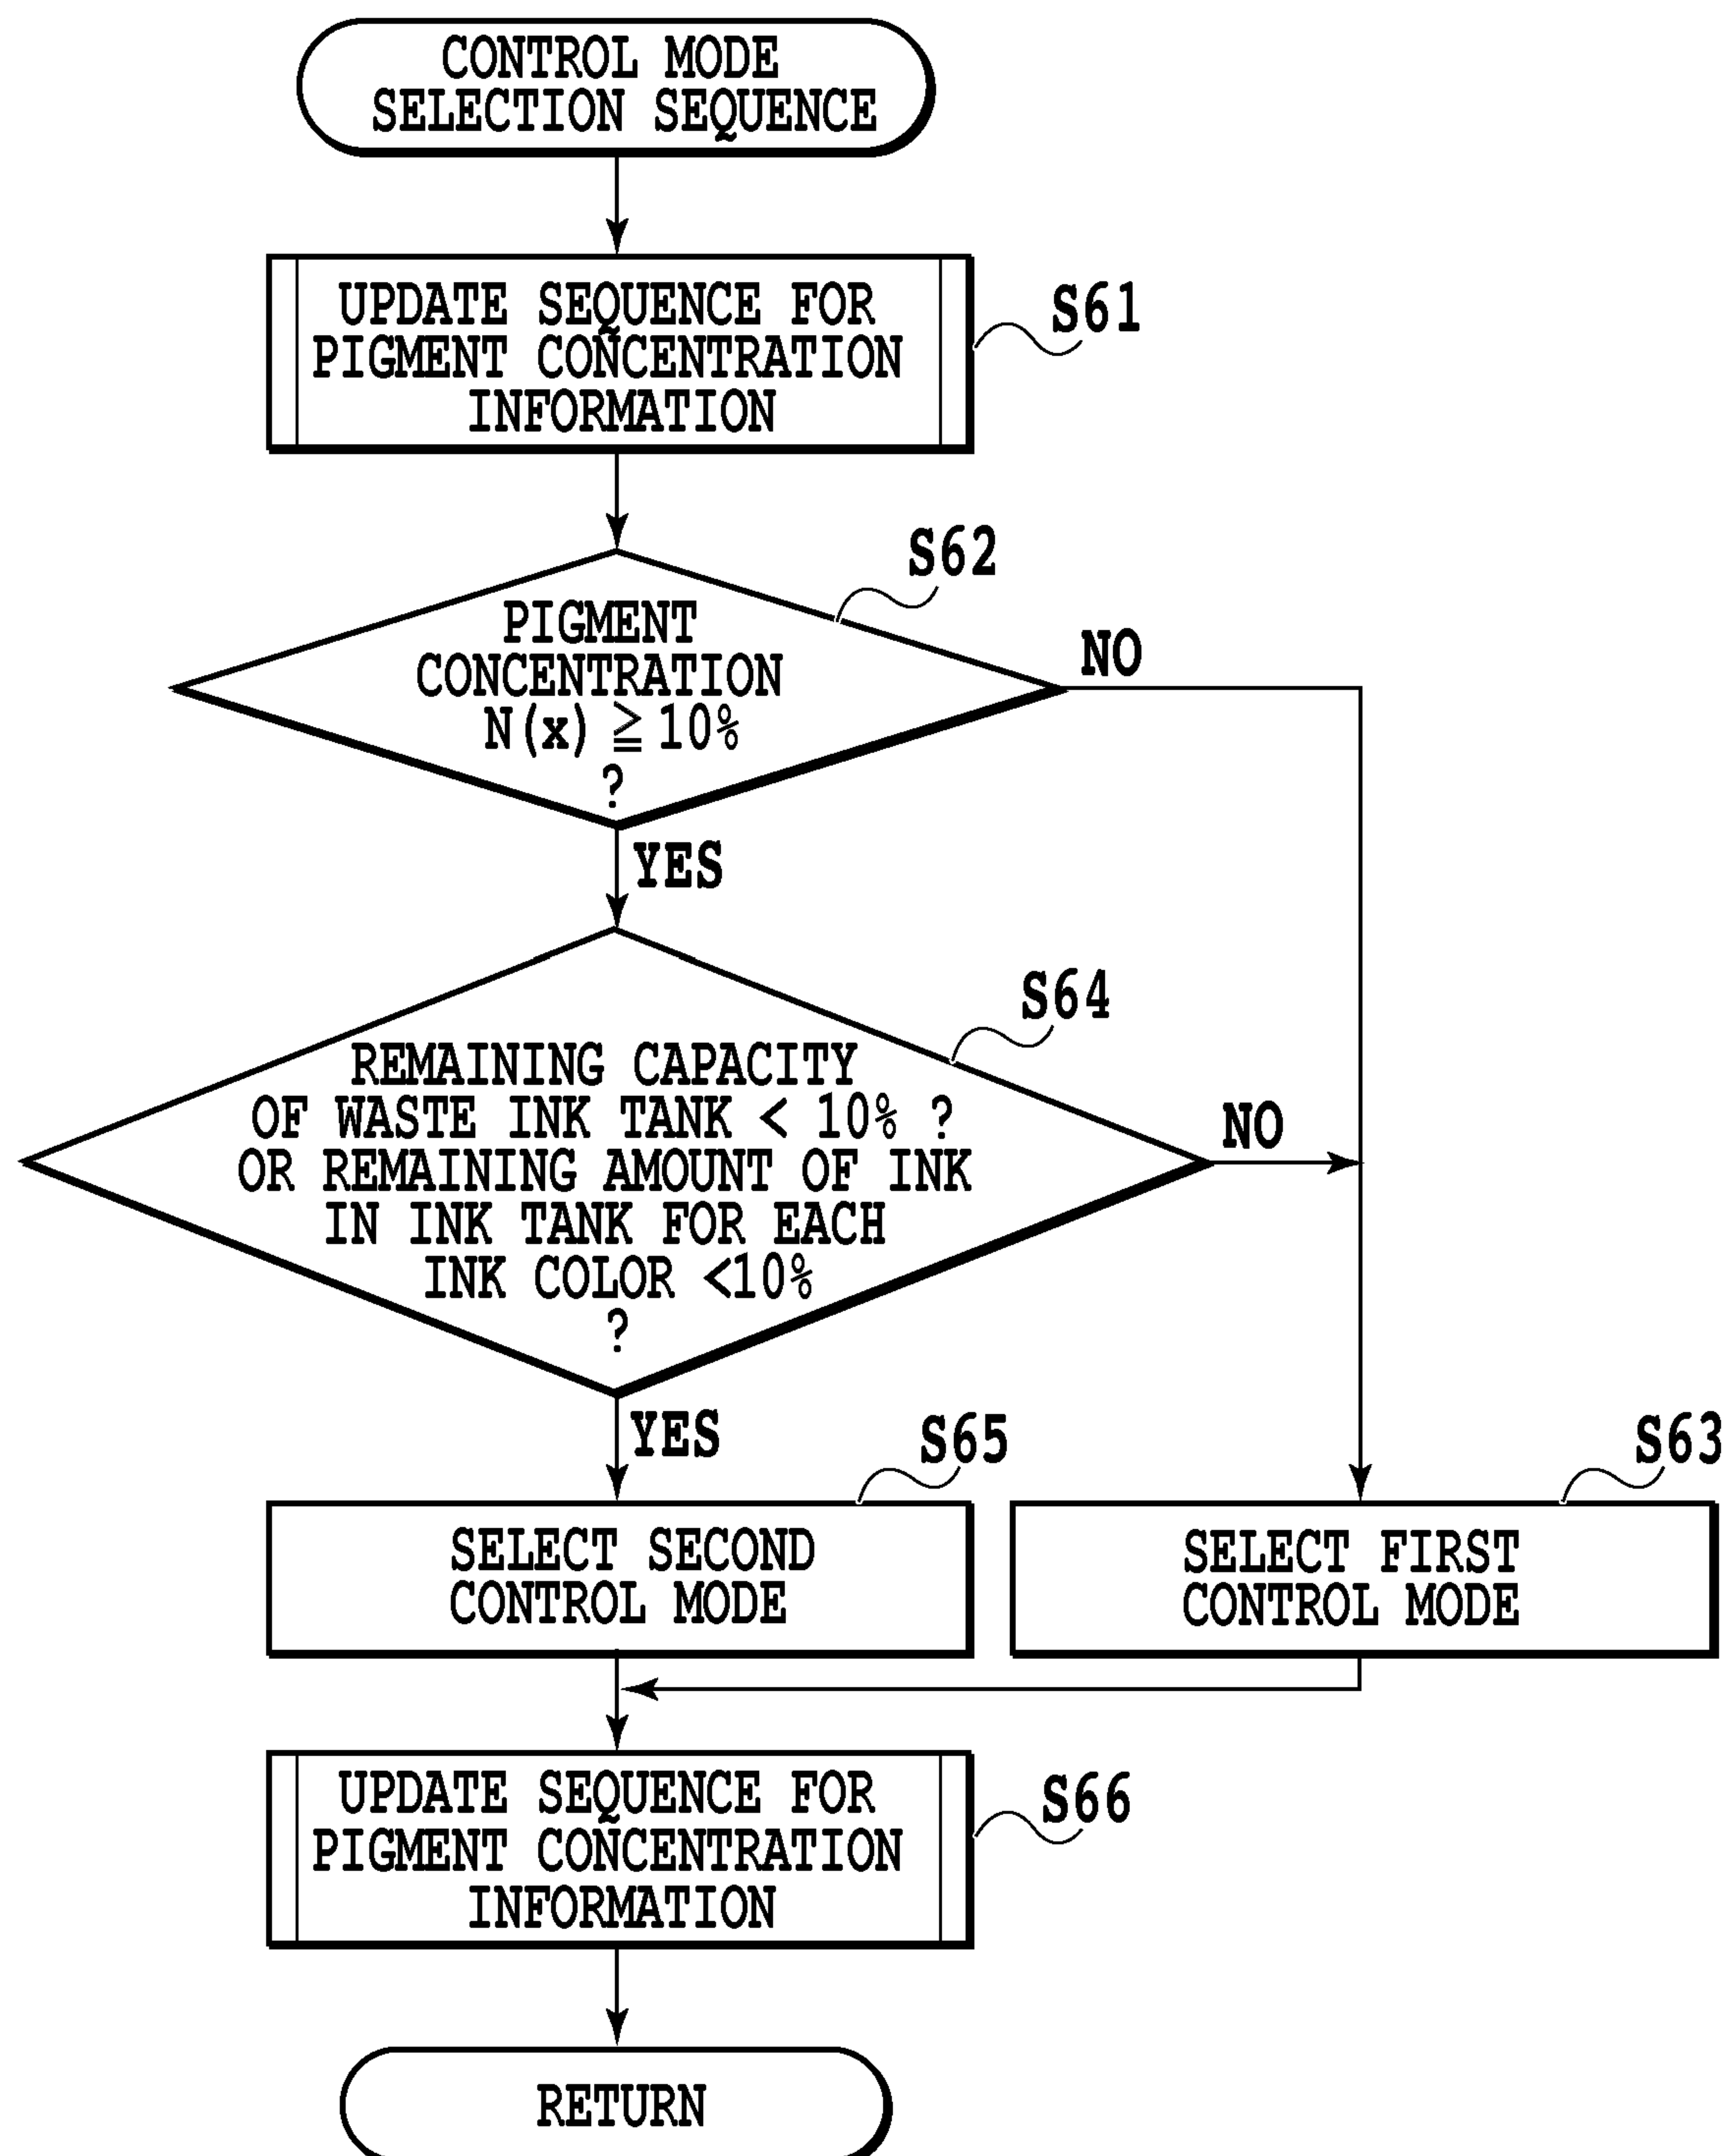 CONTROL MODE
SELECTION SEQUENCE
UPDATE SEQUENCE FOR
PIGMENT CONCENTRATION
INFORMATION
S61
S62
PIGMENT
CONCENTRATION
N(x) ≧ 10%
?
NO
YES
S64
REMAINING CAPACITY
OF WASTE INK TANK < 10% ?
OR REMAINING AMOUNT OF INK
IN INK TANK FOR EACH
INK COLOR <10%
?
NO
YES
S65
S63
SELECT SECOND
CONTROL MODE
SELECT FIRST
CONTROL MODE
UPDATE SEQUENCE FOR
PIGMENT CONCENTRATION
INFORMATION
S66
RETURN